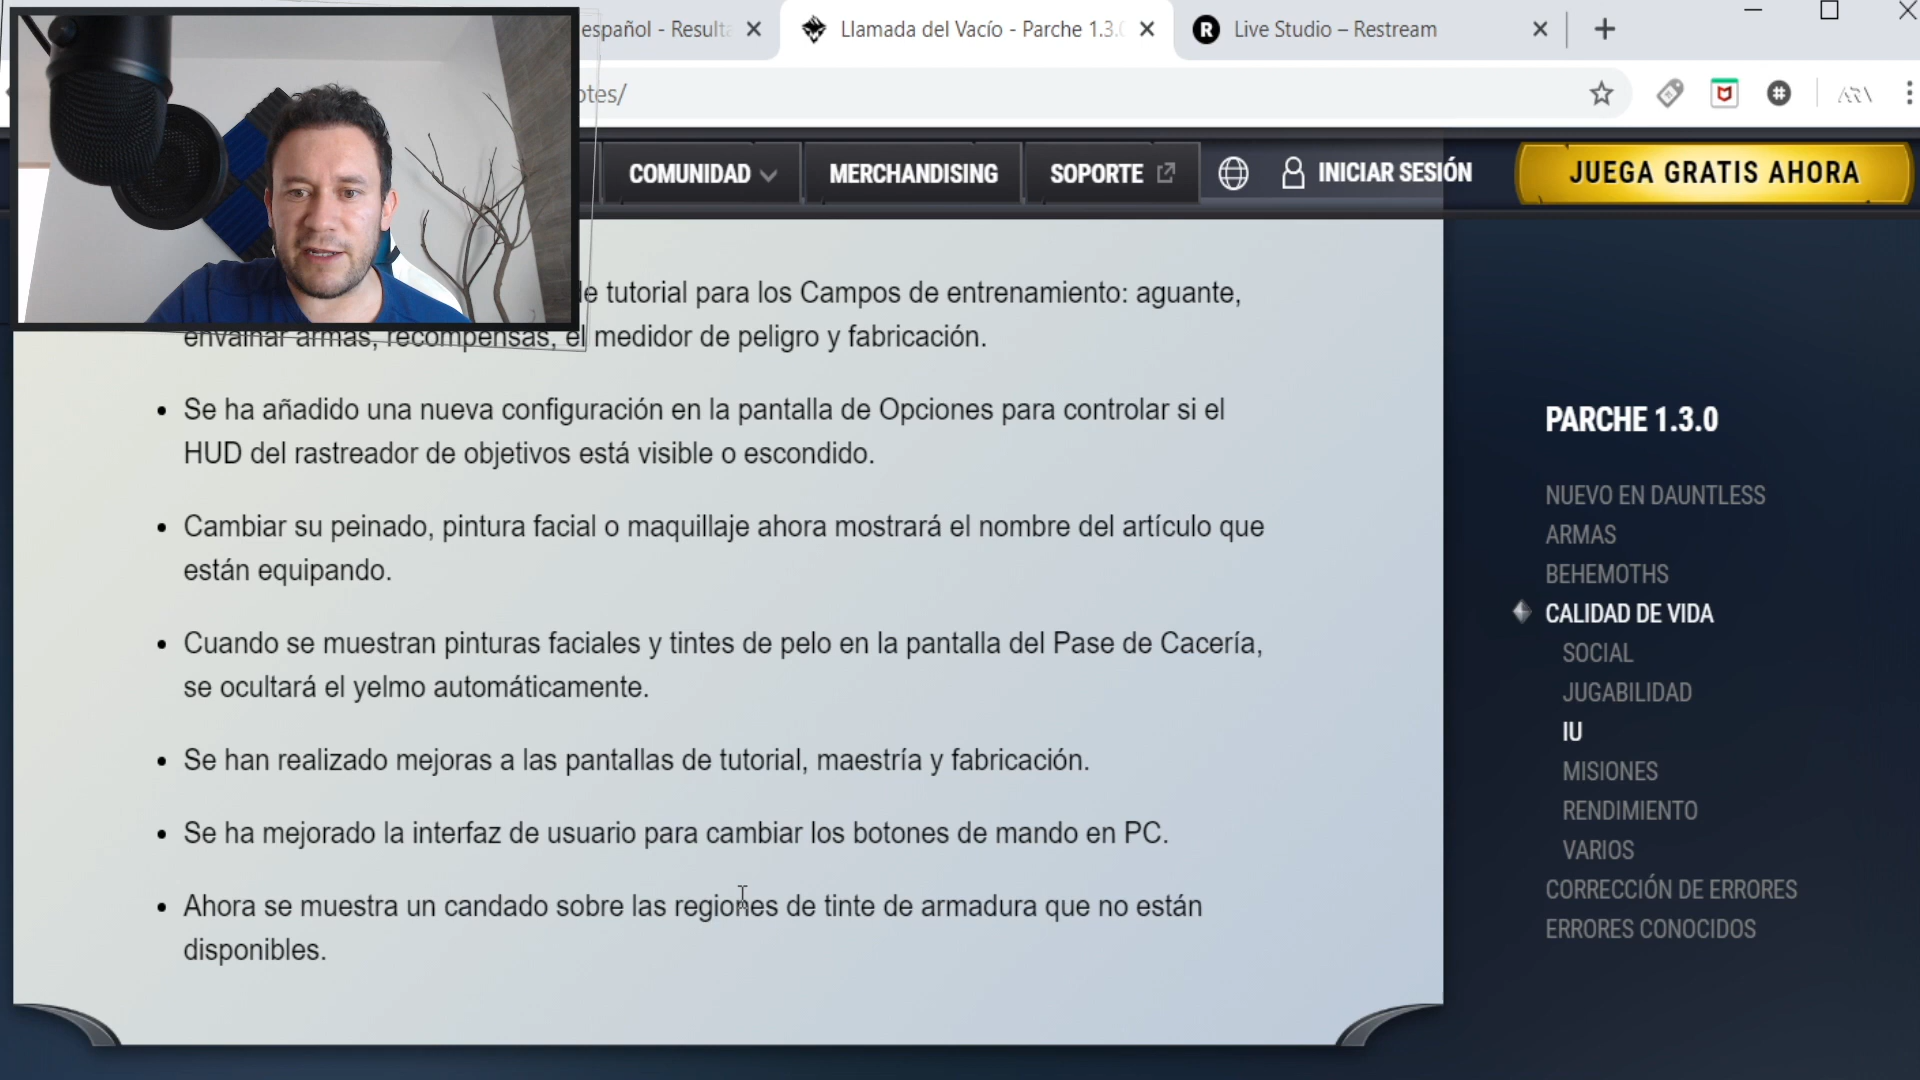 español - Resulta
Llamada del Vacío - Parche 1.3.0
Live Studio – Restream
otes/
COMUNIDAD
MERCHANDISING
SOPORTE
INICIAR SESIÓN
JUEGA GRATIS AHORA
de tutorial para los Campos de entrenamiento: aguante,
envainar armas, recompensas, el medidor de peligro y fabricación.
• Se ha añadido una nueva configuración en la pantalla de Opciones para controlar si el
HUD del rastreador de objetivos está visible o escondido.
• Cambiar su peinado, pintura facial o maquillaje ahora mostrará el nombre del artículo que
están equipando.
• Cuando se muestran pinturas faciales y tintes de pelo en la pantalla del Pase de Cacería,
se ocultará el yelmo automáticamente.
• Se han realizado mejoras a las pantallas de tutorial, maestría y fabricación.
• Se ha mejorado la interfaz de usuario para cambiar los botones de mando en PC.
• Ahora se muestra un candado sobre las regiones de tinte de armadura que no están
disponibles.
PARCHE 1.3.0
NUEVO EN DAUNTLESS
ARMAS
BEHEMOTHS
CALIDAD DE VIDA
SOCIAL
JUGABILIDAD
IU
MISIONES
RENDIMIENTO
VARIOS
CORRECCIÓN DE ERRORES
ERRORES CONOCIDOS